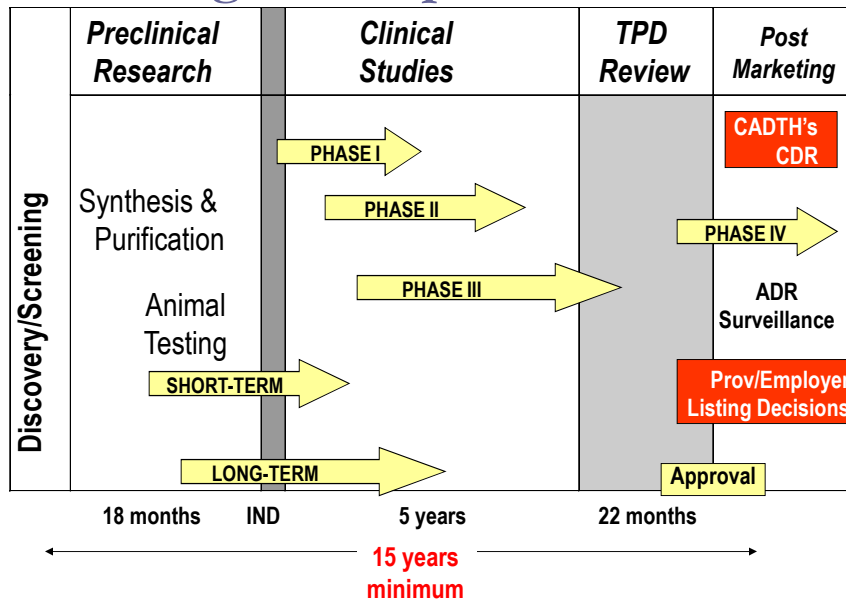 Preclinical
Research
Clinical
Studies
TPD
Review
Post
Marketing
Discovery/Screening
CADTH's
CDR
PHASE I
Synthesis &
Purification
PHASE II
PHASE IV
PHASE III
Animal
Testing
ADR
Surveillance
SHORT-TERM
Prov/Employer
Listing Decisions
LONG-TERM
Approval
18 months
IND
5 years
22 months
15 years
minimum